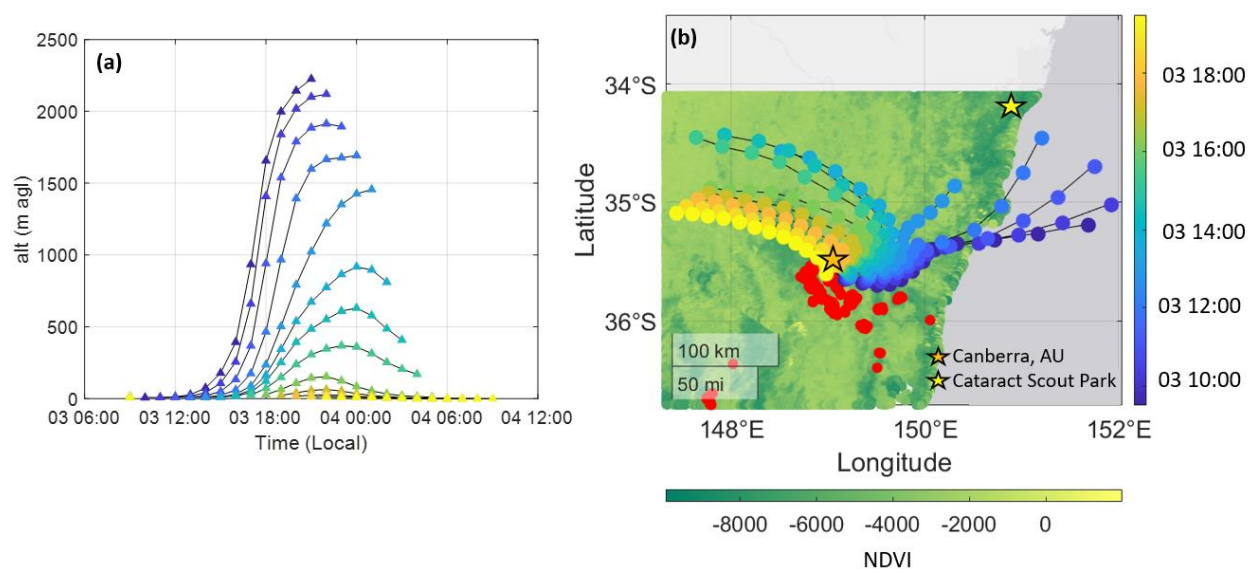 (a)
2500
2000
1500
1000
500
0
alt (m agl)
03 06:00 03 12:00 03 18:00 04 00:00 04 06:00 04 12:00
Time (Local)
(b)
34°S
35°S
36°S
Latitude
100 km
50 mi
Canberra, AU
Cataract Scout Park
148°E 150°E 152°E
Longitude
03 18:00
03 16:00
03 14:00
03 12:00
03 10:00
-8000 -6000 -4000 -2000 0
NDVI